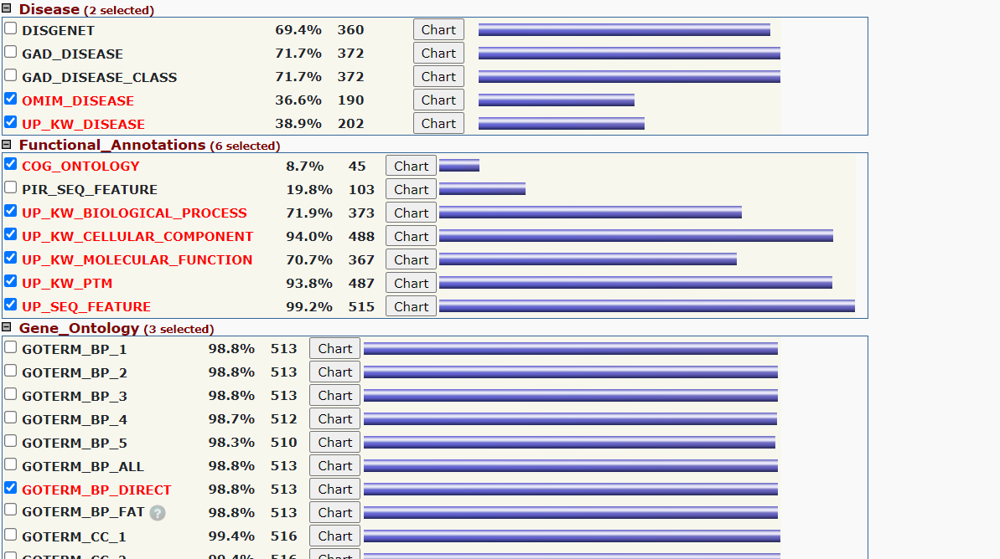 Disease (2 selected)
DISGENET 69.4% 360 Chart
GAD_DISEASE 71.7% 372 Chart
GAD_DISEASE_CLASS 71.7% 372 Chart
OMIM_DISEASE 36.6% 190 Chart
UP_KW_DISEASE 38.9% 202 Chart
Functional_Annotations (6 selected)
COG_ONTOLOGY 8.7% 45 Chart
PIR_SEQ_FEATURE 19.8% 103 Chart
UP_KW_BIOLOGICAL_PROCESS 71.9% 373 Chart
UP_KW_CELLULAR_COMPONENT 94.0% 488 Chart
UP_KW_MOLECULAR_FUNCTION 70.7% 367 Chart
UP_KW_PTM 93.8% 487 Chart
UP_SEQ_FEATURE 99.2% 515 Chart
Gene_Ontology (3 selected)
GOTERM_BP_1 98.8% 513 Chart
GOTERM_BP_2 98.8% 513 Chart
GOTERM_BP_3 98.8% 513 Chart
GOTERM_BP_4 98.7% 512 Chart
GOTERM_BP_5 98.3% 510 Chart
GOTERM_BP_ALL 98.8% 513 Chart
GOTERM_BP_DIRECT 98.8% 513 Chart
GOTERM_BP_FAT ? 98.8% 513 Chart
GOTERM_CC_1 99.4% 516 Chart
GOTERM_CC_2 99.4% 516 Chart